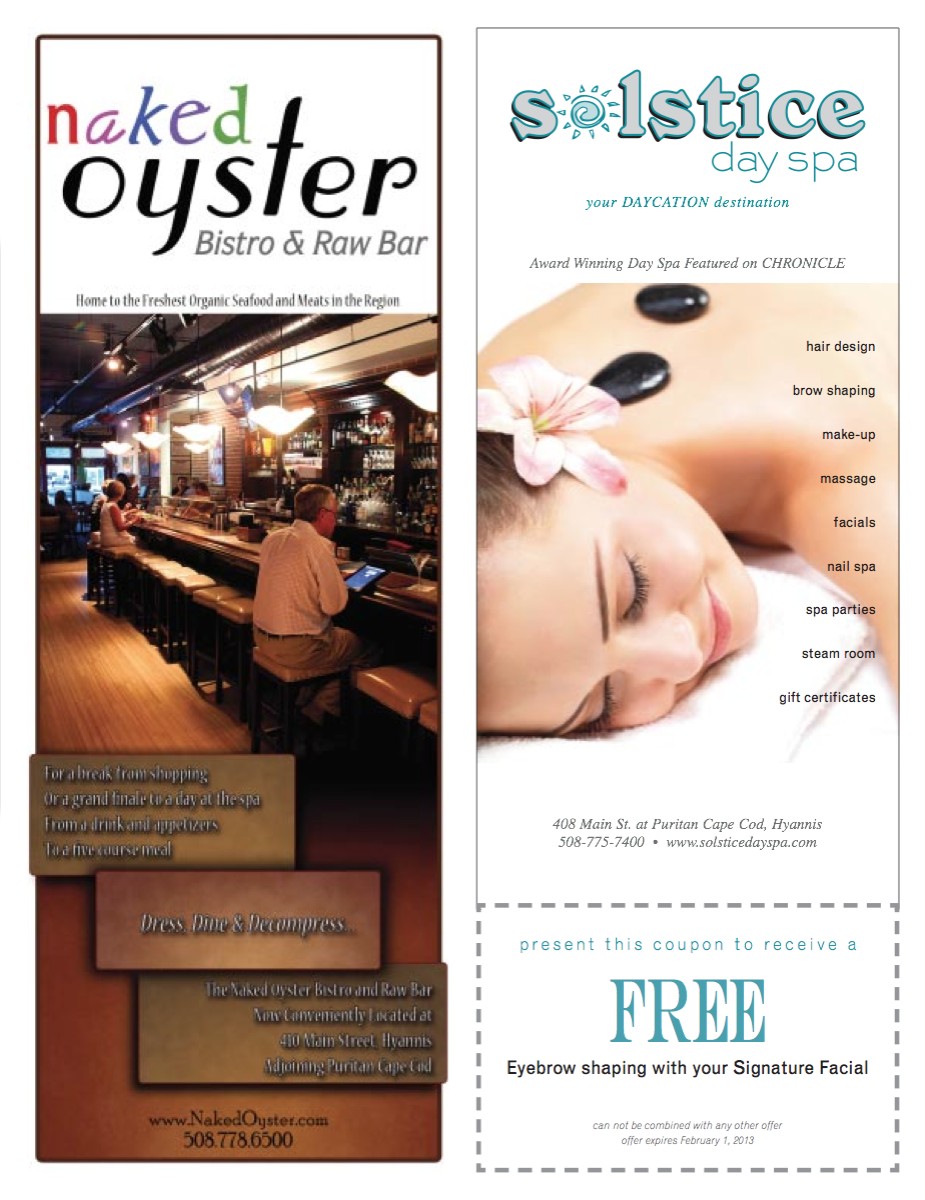 naked
oyster
Bistro & Raw Bar
Home to the Freshest Organic Seafood and Meats in the Region
For a break from shopping
Or a grand finale to a day at the spa
From a drink and appetizers
To a five course meal
Dress, Dine & Decompress...
The Naked Oyster Bistro and Raw Bar
Now Conveniently Located at
410 Main Street, Hyannis
Adjoining Puritan Cape Cod
www.NakedOyster.com
508.778.6500
solstice
day spa
your DAYCATION destination
Award Winning Day Spa Featured on CHRONICLE
hair design
brow shaping
make-up
massage
facials
nail spa
spa parties
steam room
gift certificates
408 Main St. at Puritan Cape Cod, Hyannis
508-775-7400 • www.solsticedayspa.com
present this coupon to receive a
FREE
Eyebrow shaping with your Signature Facial
can not be combined with any other offer
offer expires February 1, 2013